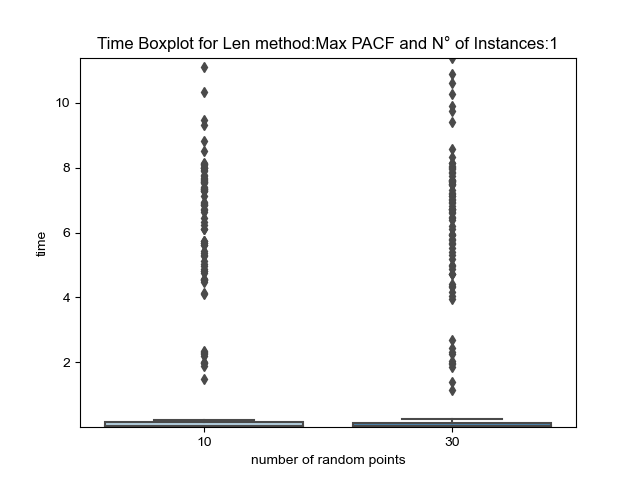 Time Boxplot for Len method:Max PACF and N° of Instances:1
10
8
6
4
2
time
10
30
number of random points